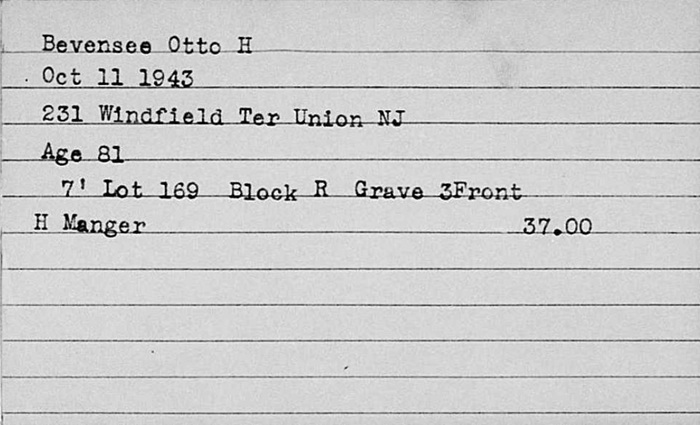 Bevensee Otto H
Oct 11 1943
231 Windfield Ter Union NJ
Age 81
7' Lot 169 Block R Grave 3Front
H Manger 37.00